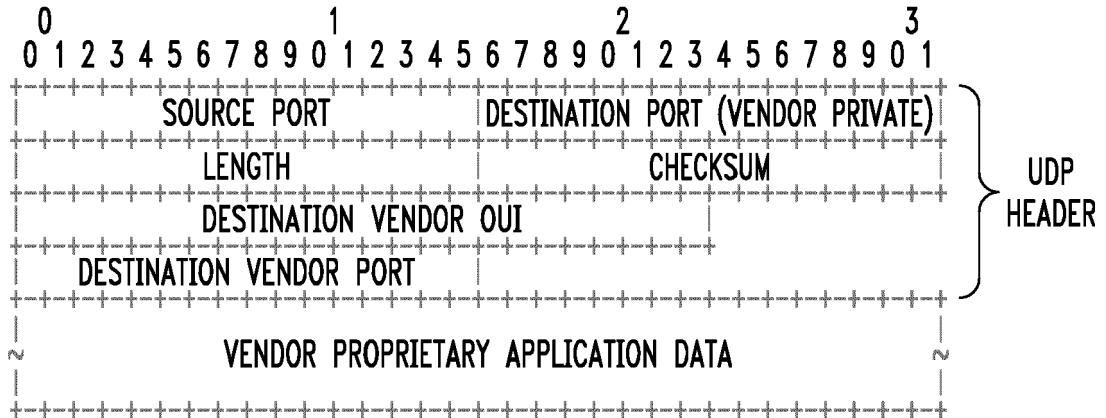 0 1 2 3
0 1 2 3 4 5 6 7 8 9 0 1 2 3 4 5 6 7 8 9 0 1 2 3 4 5 6 7 8 9 0 1
SOURCE PORT DESTINATION PORT (VENDOR PRIVATE)
LENGTH CHECKSUM
DESTINATION VENDOR OUI
DESTINATION VENDOR PORT
UDP
HEADER
VENDOR PROPRIETARY APPLICATION DATA